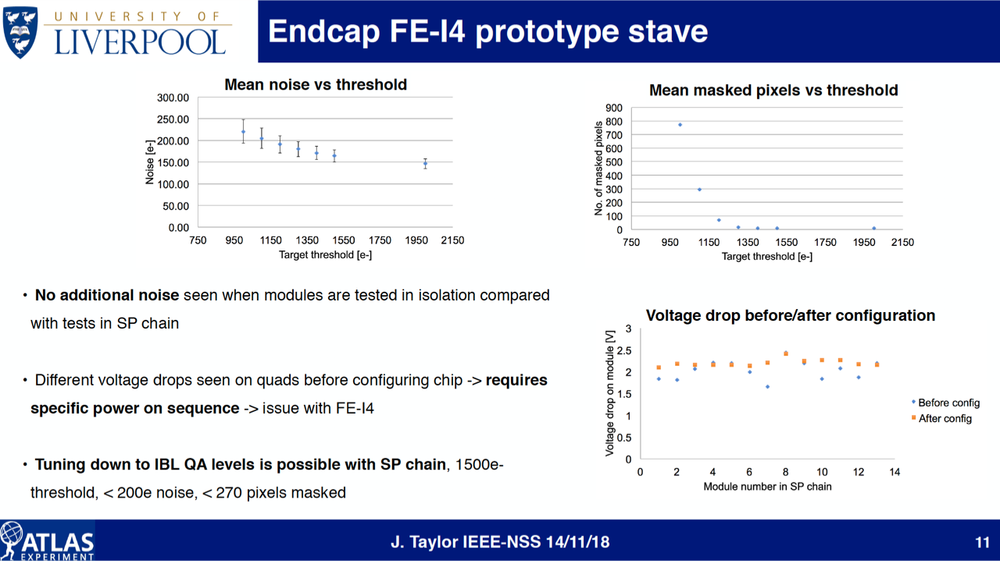 UNIVERSITY OF
LIVERPOOL
Endcap FE-I4 prototype stave
Mean noise vs threshold
300.00
250.00
200.00
150.00
100.00
50.00
0.00
Noise [e-]
750 950 1150 1350 1550 1750 1950 2150
Target threshold [e-]
Mean masked pixels vs threshold
900
800
700
600
500
400
300
200
100
0
No. of masked pixels
750 950 1150 1350 1550 1750 1950 2150
Target threshold [e-]
• No additional noise seen when modules are tested in isolation compared
with tests in SP chain
• Different voltage drops seen on quads before configuring chip -> requires
specific power on sequence -> issue with FE-I4
• Tuning down to IBL QA levels is possible with SP chain, 1500e-
threshold, < 200e noise, < 270 pixels masked
Voltage drop before/after configuration
3
2.5
2
1.5
1
0.5
0
Voltage drop on module [V]
0 2 4 6 8 10 12 14
Module number in SP chain
Before config
After config
ATLAS
EXPERIMENT
J. Taylor IEEE-NSS 14/11/18
11